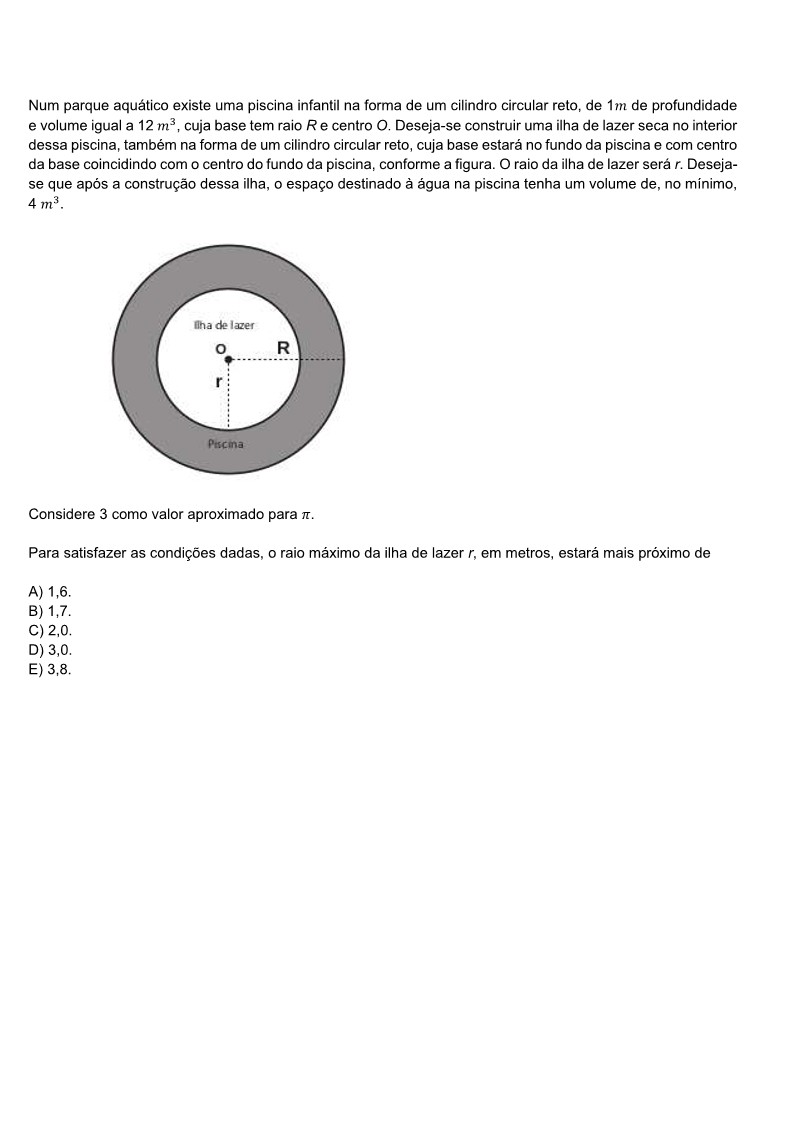 Num parque aquático existe uma piscina infantil na forma de um cilindro circular reto, de 1m de profundidade
e volume igual a 12 m³, cuja base tem raio R e centro O. Deseja-se construir uma ilha de lazer seca no interior
dessa piscina, também na forma de um cilindro circular reto, cuja base estará no fundo da piscina e com centro
da base coincidindo com o centro do fundo da piscina, conforme a figura. O raio da ilha de lazer será r. Deseja-
se que após a construção dessa ilha, o espaço destinado à água na piscina tenha um volume de, no mínimo,
4 m³.
Ilha de lazer
O
R
r
Piscina
Considere 3 como valor aproximado para π.
Para satisfazer as condições dadas, o raio máximo da ilha de lazer r, em metros, estará mais próximo de
A) 1,6.
B) 1,7.
C) 2,0.
D) 3,0.
E) 3,8.